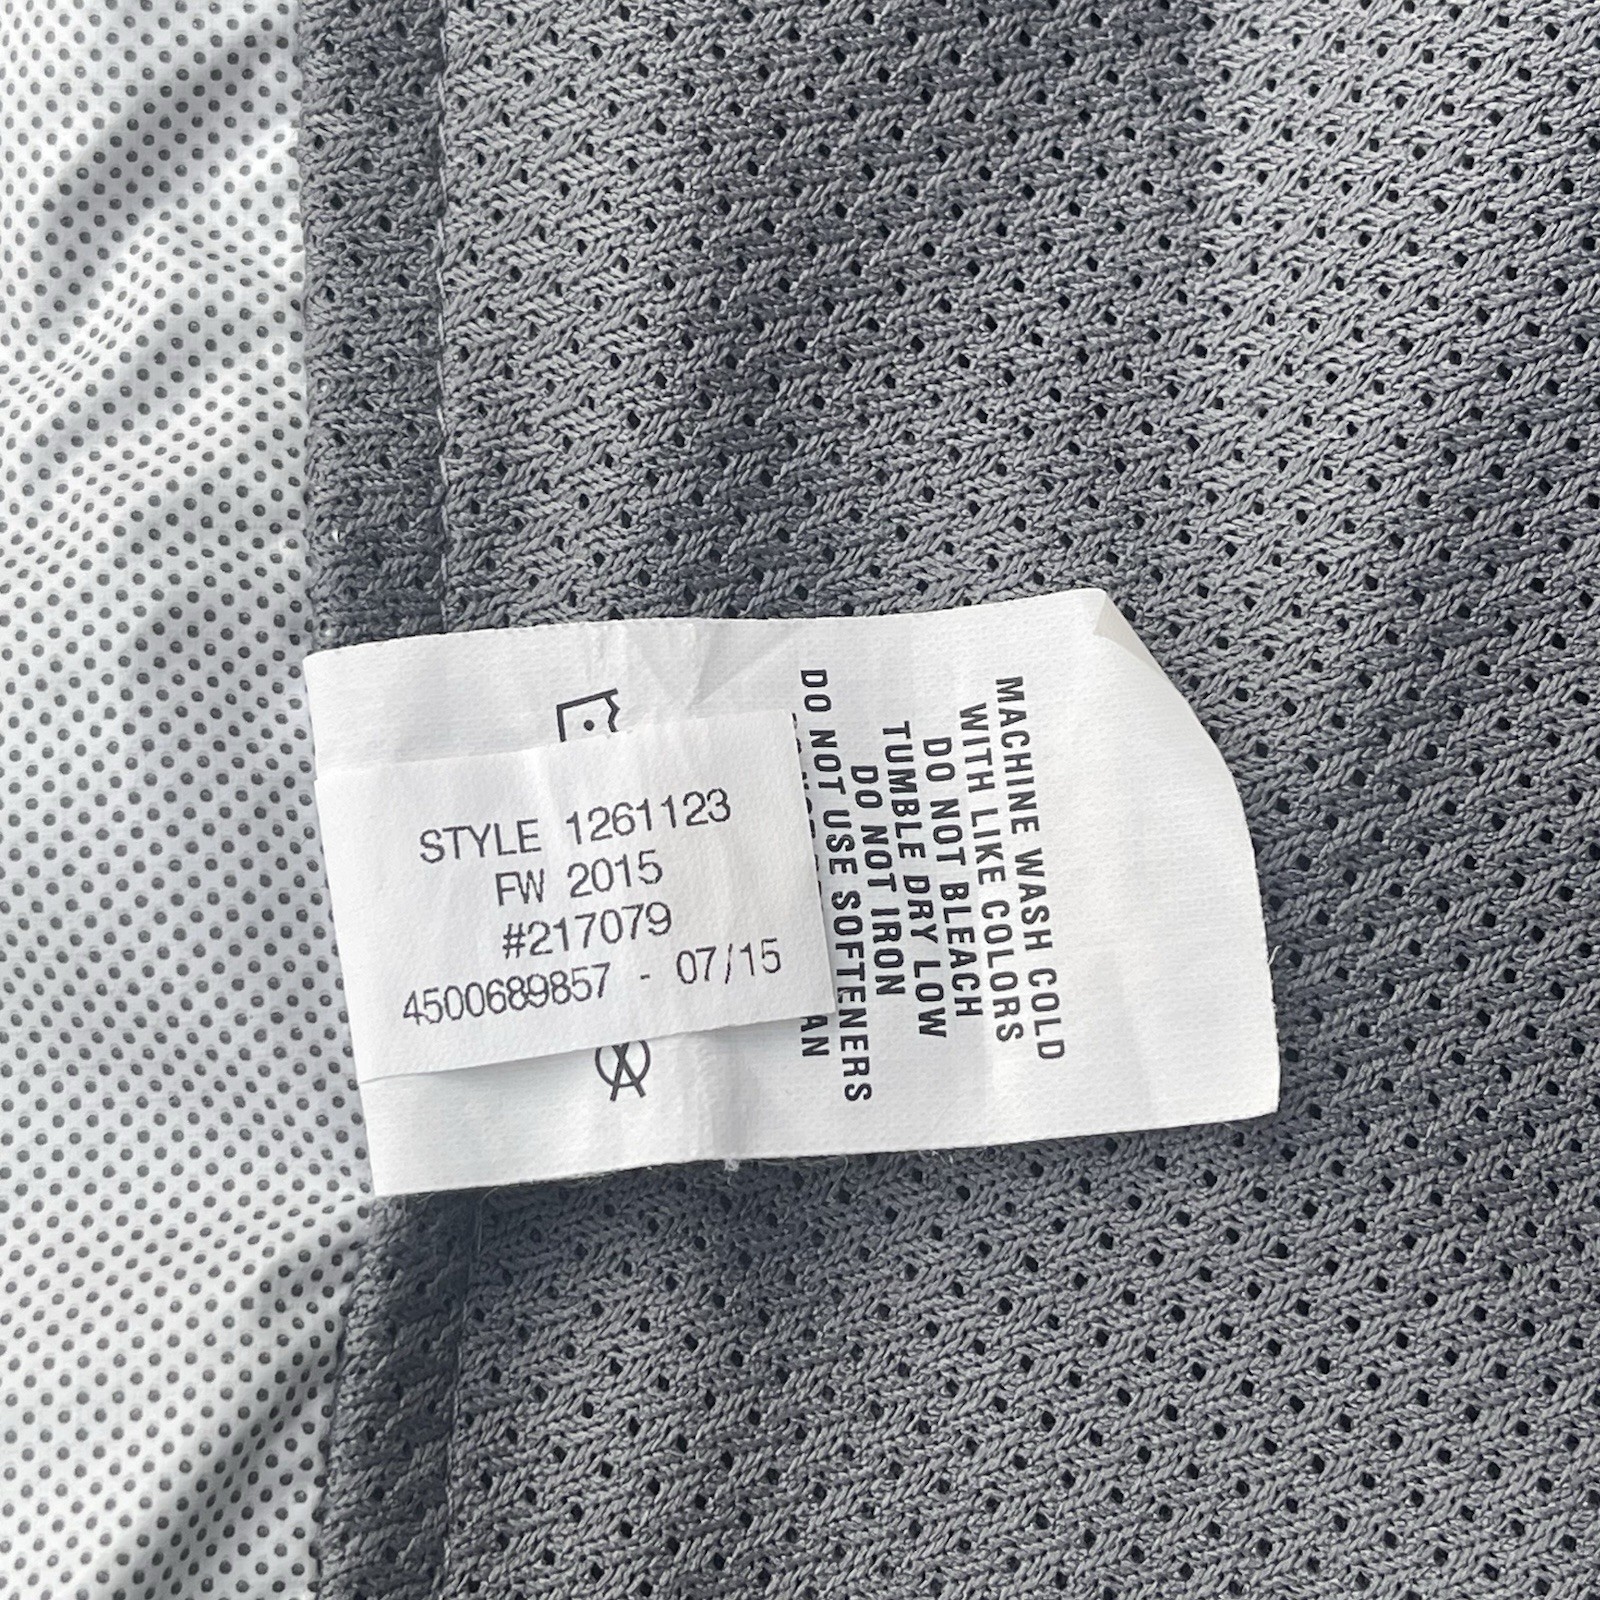 STYLE 1261123
FW 2015
#217079
4500689857 - 07/15
MACHINE WASH COLD
WITH LIKE COLORS
DO NOT BLEACH
TUMBLE DRY LOW
DO NOT IRON
DO NOT USE SOFTENERS